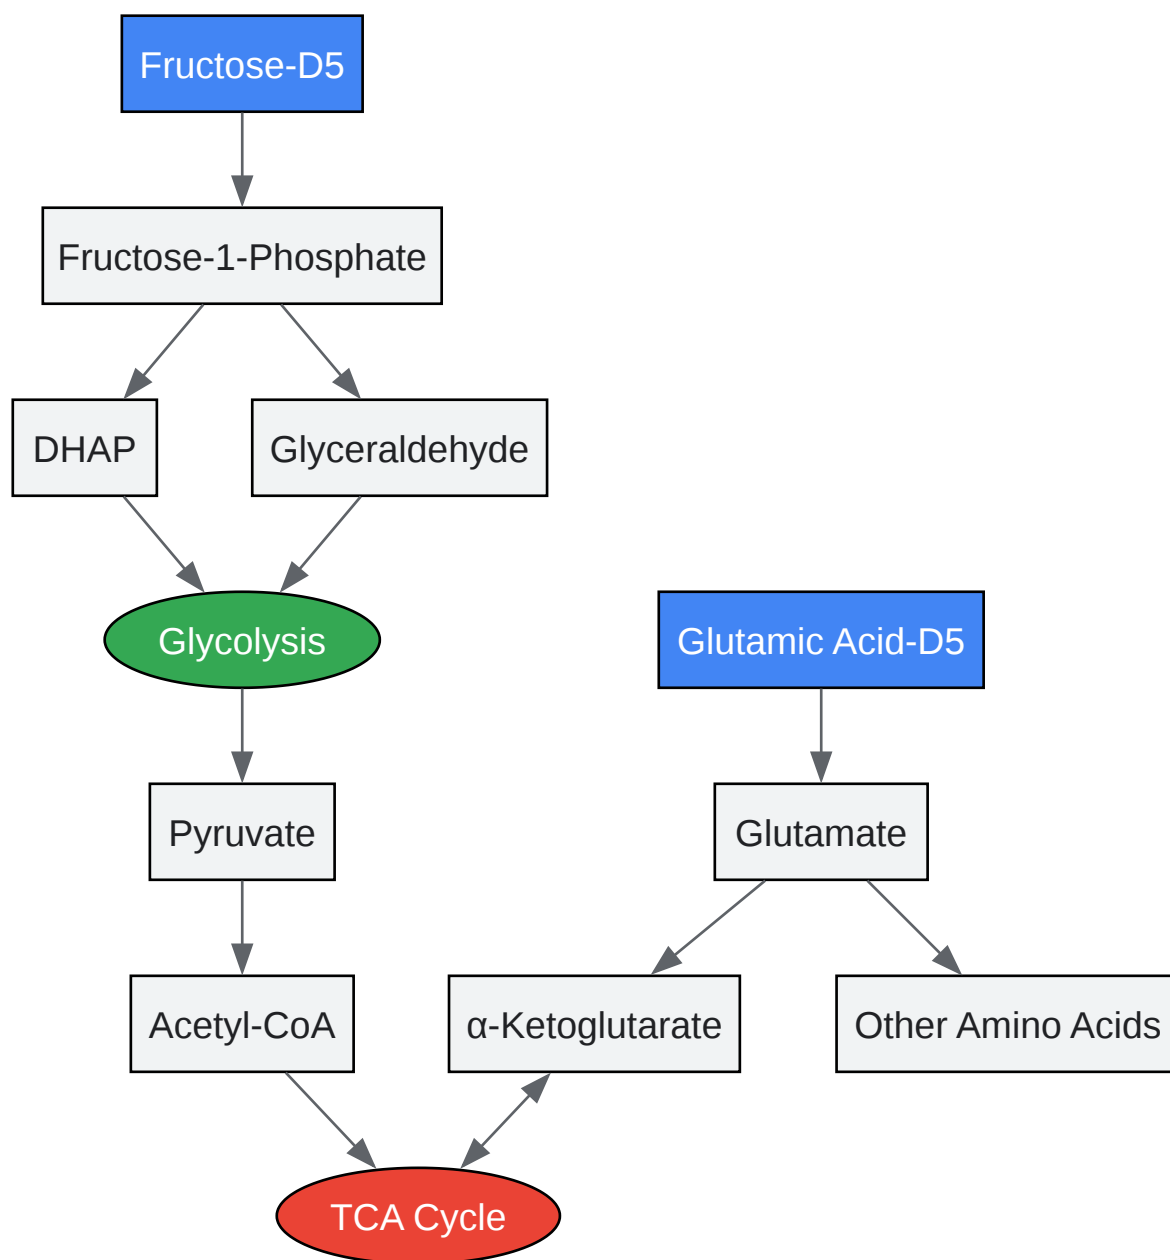 Fructose-D5
Fructose-1-Phosphate
DHAP
Glyceraldehyde
Glycolysis
Glutamic Acid-D5
Pyruvate
Glutamate
Acetyl-CoA
α-Ketoglutarate
Other Amino Acids
TCA Cycle